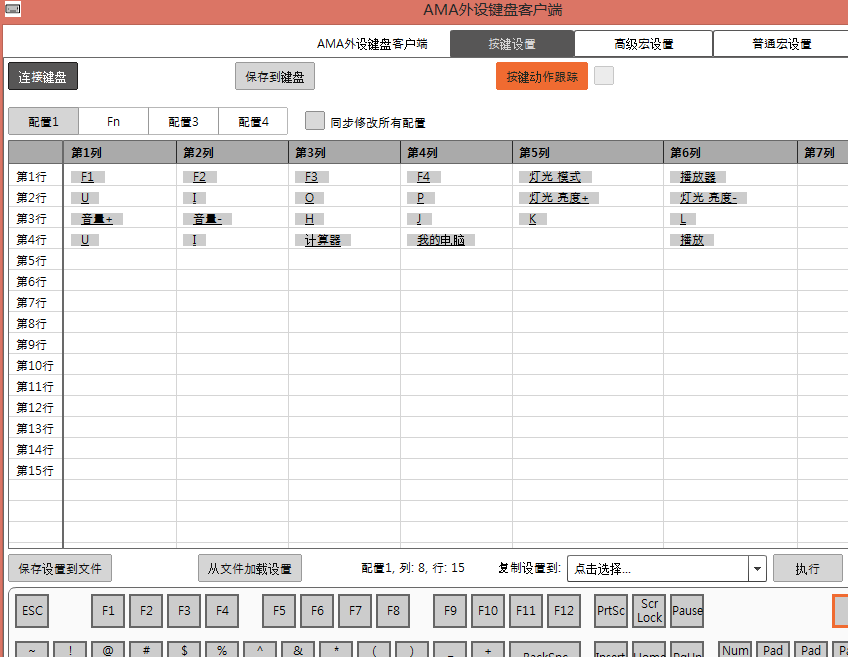 AMA外设键盘客户端
AMA外设键盘客户端 按键设置 高级宏设置 普通宏设置
连接键盘 保存到键盘 按键动作跟踪
配置1 Fn 配置3 配置4 同步修改所有配置
第1列 第2列 第3列 第4列 第5列 第6列 第7列
第1行 F1 F2 F3 F4 灯光 模式 播放器
第2行 U I O P 灯光 亮度+ 灯光 亮度-
第3行 音量+ 音量- H J K L
第4行 U I 计算器 我的电脑 播放
第5行
第6行
第7行
第8行
第9行
第10行
第11行
第12行
第13行
第14行
第15行
保存设置到文件 从文件加载设置 配置1, 列: 8, 行: 15 复制设置到: 点击选择... 执行
ESC F1 F2 F3 F4 F5 F6 F7 F8 F9 F10 F11 F12 PrtSc Scr Lock Pause
~ ! @ # $ % ^ & * ( ) _ + BackSpc Insert Home PgUp Num Pad Pad